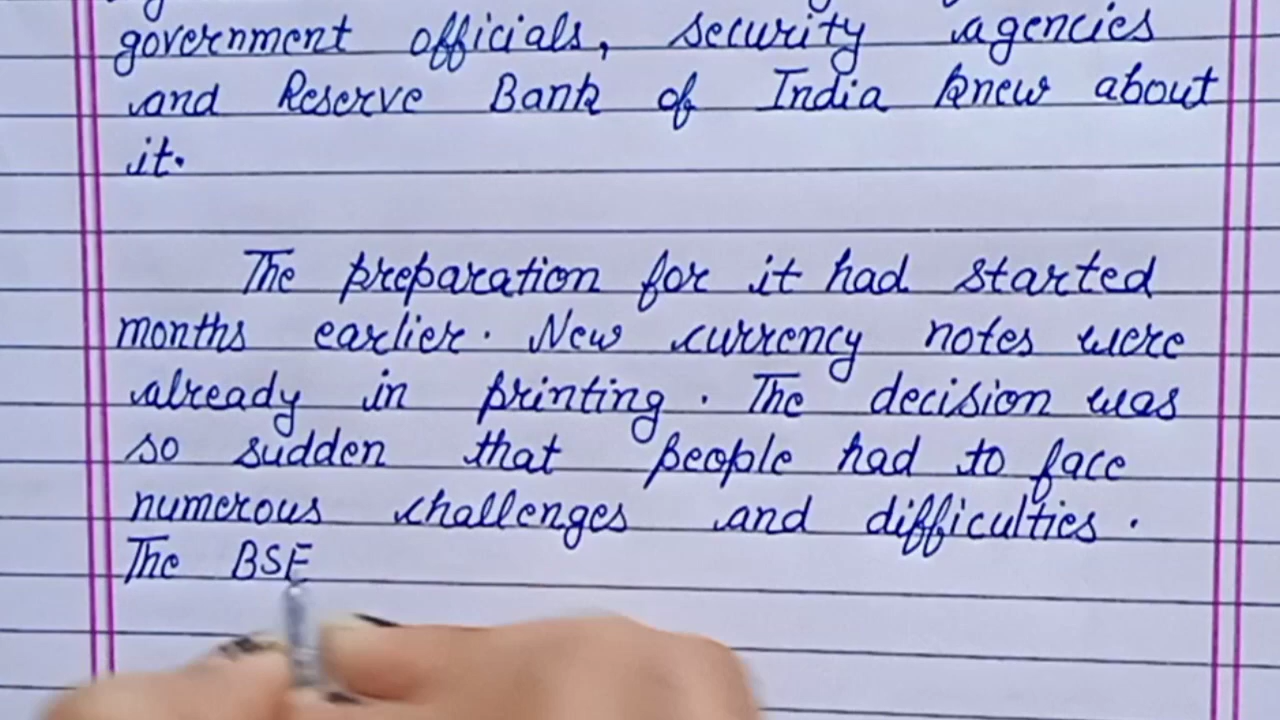 government officials, security agencies
and Reserve Bank of India knew about
it.
The preparation for it had started
months earlier. New currency notes were
already in printing. The decision was
so sudden that people had to face
numerous challenges and difficulties.
The BSE